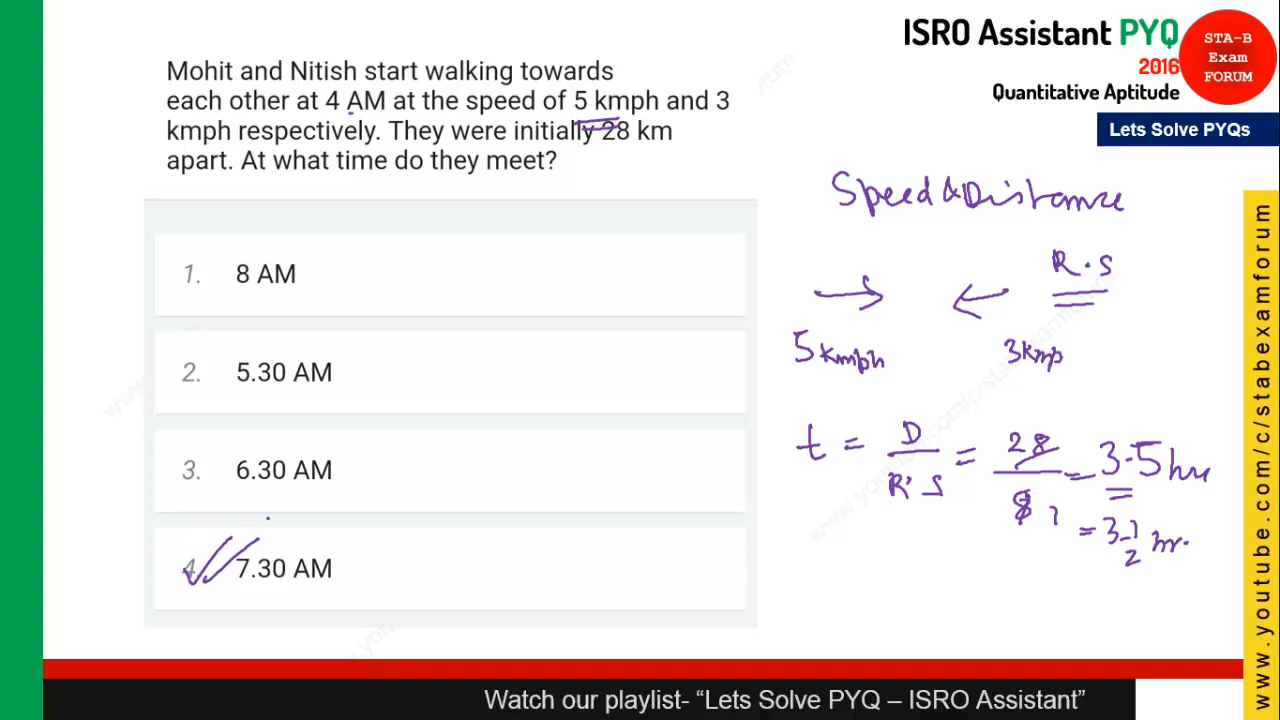 ISRO Assistant PYQ
2016
Quantitative Aptitude
STA-B
Exam
FORUM
Lets Solve PYQs
Mohit and Nitish start walking towards
each other at 4 AM at the speed of 5 kmph and 3
kmph respectively. They were initially 28 km
apart. At what time do they meet?
1. 8 AM
2. 5.30 AM
3. 6.30 AM
4. 7.30 AM
Speed & Distance
R.S
5kmph 3kmp
t = D / R.S = 28 / 8 = 3.5 hr
= 3-1/2 hr.
www.youtube.com/c/stabexamforum
Watch our playlist- “Lets Solve PYQ – ISRO Assistant”